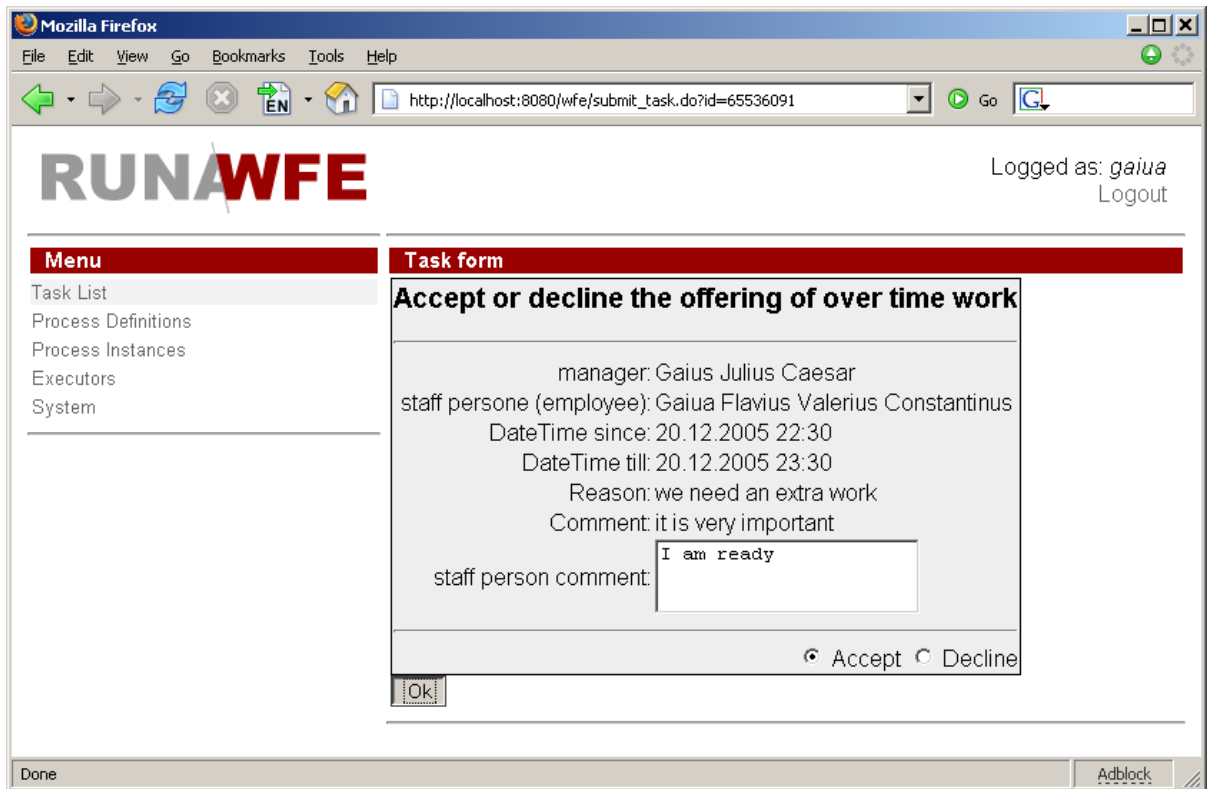 Mozilla Firefox
File Edit View Go Bookmarks Tools Help
EN http://localhost:8080/wfe/submit_task.do?id=65536091 Go G
RUNAWFE
Logged as: gaiua
Logout
Menu
Task List
Process Definitions
Process Instances
Executors
System
Task form
Accept or decline the offering of over time work
manager: Gaius Julius Caesar
staff persone (employee): Gaiua Flavius Valerius Constantinus
DateTime since: 20.12.2005 22:30
DateTime till: 20.12.2005 23:30
Reason: we need an extra work
Comment: it is very important
staff person comment: I am ready
Accept Decline
Ok
Done Adblock